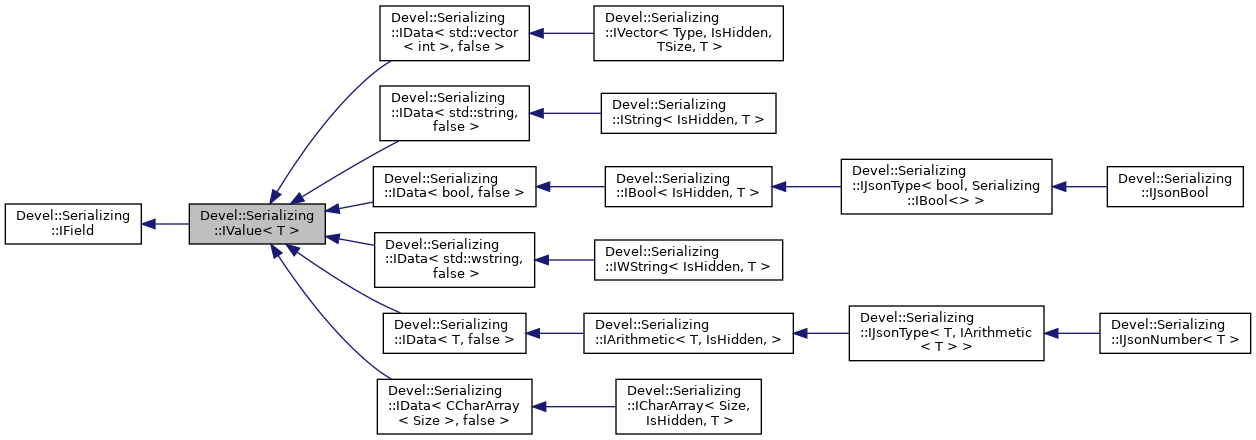 Devel::Serializing
::IField
Devel::Serializing
::IValue< T >
Devel::Serializing
::IData< std::vector
< int >, false >
Devel::Serializing
::IVector< Type, IsHidden,
TSize, T >
Devel::Serializing
::IData< std::string,
false >
Devel::Serializing
::IString< IsHidden, T >
Devel::Serializing
::IData< bool, false >
Devel::Serializing
::IBool< IsHidden, T >
Devel::Serializing
::IJsonType< bool, Serializing
::IBool<> >
Devel::Serializing
::IJsonBool
Devel::Serializing
::IData< std::wstring,
false >
Devel::Serializing
::IWString< IsHidden, T >
Devel::Serializing
::IData< T, false >
Devel::Serializing
::IArithmetic< T, IsHidden, >
Devel::Serializing
::IJsonType< T, IArithmetic
< T > >
Devel::Serializing
::IJsonNumber< T >
Devel::Serializing
::IData< CCharArray
< Size >, false >
Devel::Serializing
::ICharArray< Size,
IsHidden, T >